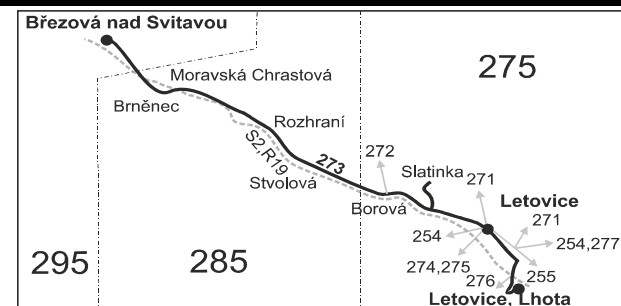 Březová nad Svitavou
275
Moravská Chrastová
Brněnec
Rozhraní
S2,R19
273
272
Slatinka
271
Stvolová
Borová
Letovice
271
254
254,277
295
285
274,275
276
255
Letovice, Lhota